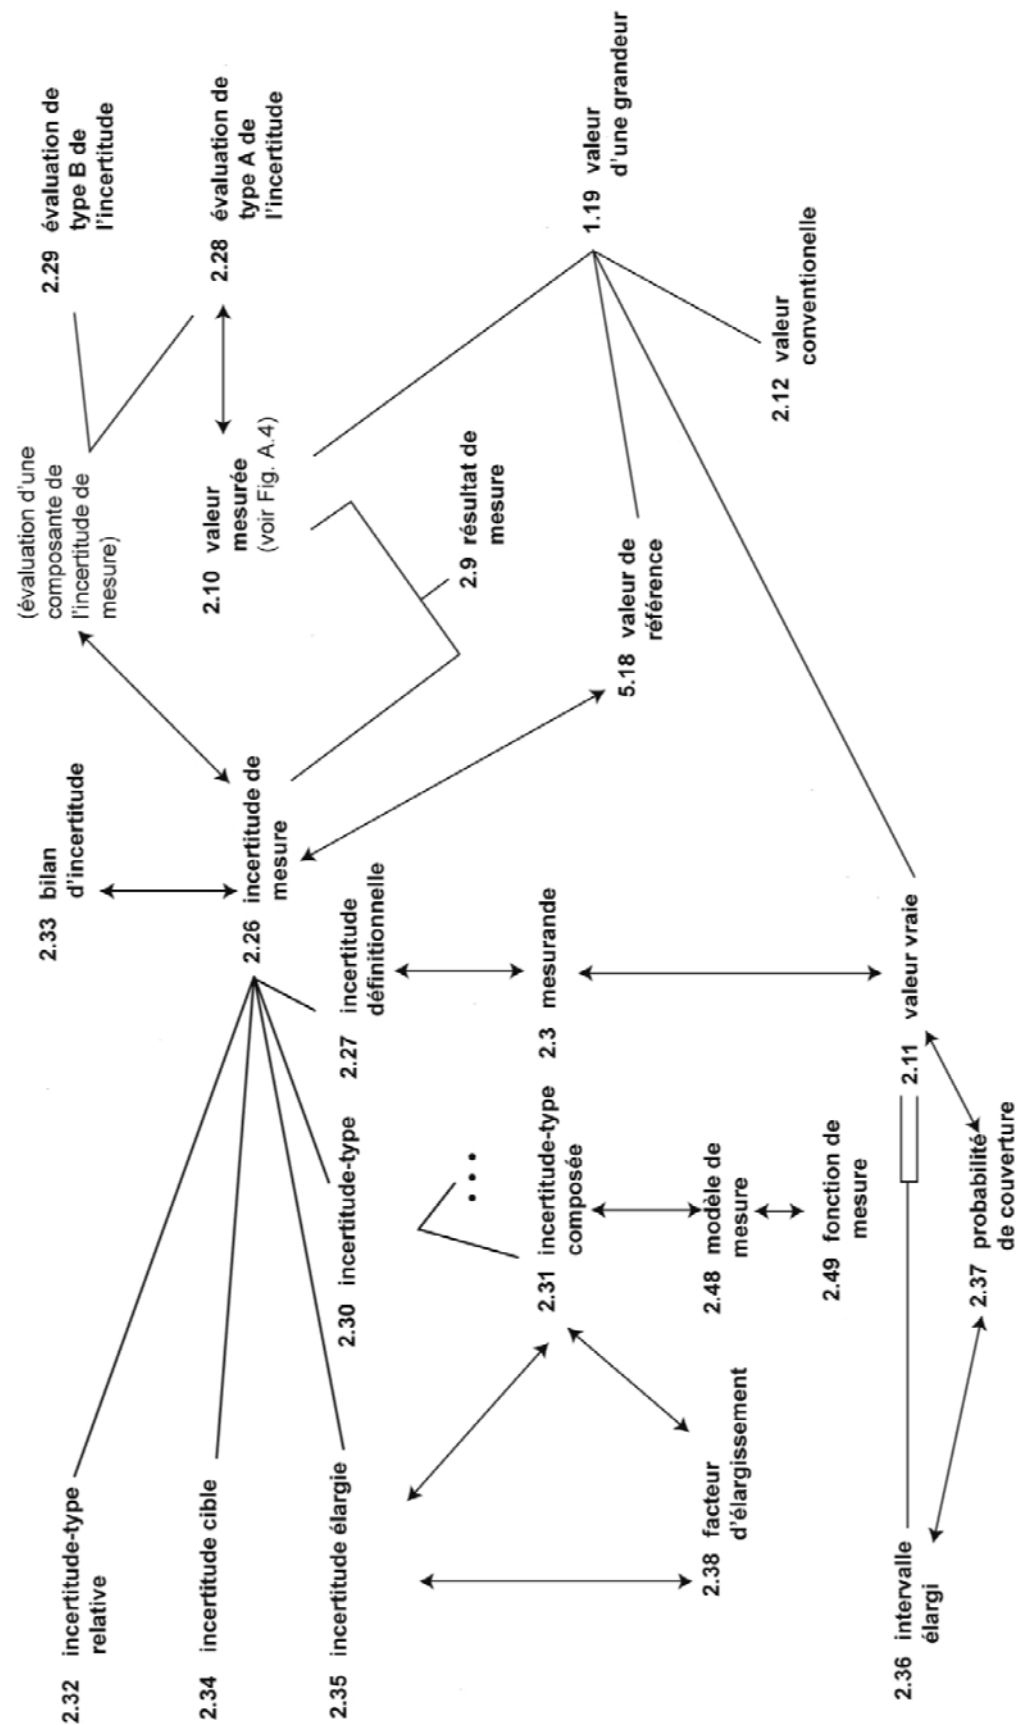 2.33 bilan
d'incertitude
(évaluation d'une
composante de
l'incertitude de
mesure)
2.29 évaluation de
type B de
l'incertitude
2.32 incertitude-type
relative
2.34 incertitude cible
2.35 incertitude élargie
2.26 incertitude de
mesure
2.10 valeur
mesurée
(voir Fig. A.4)
2.28 évaluation de
type A de
l'incertitude
2.30 incertitude-type
2.27 incertitude
définitionnelle
2.9 résultat de
mesure
...
2.31 incertitude-type
composée
2.3 mesurande
5.18 valeur de
référence
1.19 valeur
d'une grandeur
2.38 facteur
d'élargissement
2.48 modèle de
mesure
2.12 valeur
conventionelle
2.49 fonction de
mesure
2.36 intervalle
élargi
2.11 valeur vraie
2.37 probabilité
de couverture